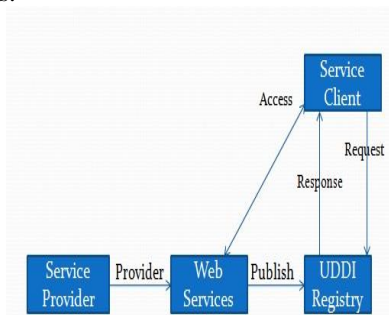 Service
Client
Access
Request
Response
Service
Provider
Provider
Web
Services
Publish
UDDI
Registry